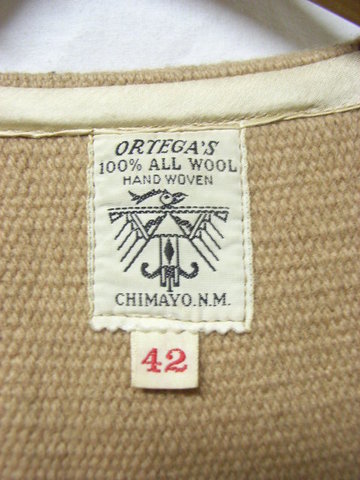 ORTEGA'S
100% ALL WOOL
HAND WOVEN
CHIMAYO. N.M.
42